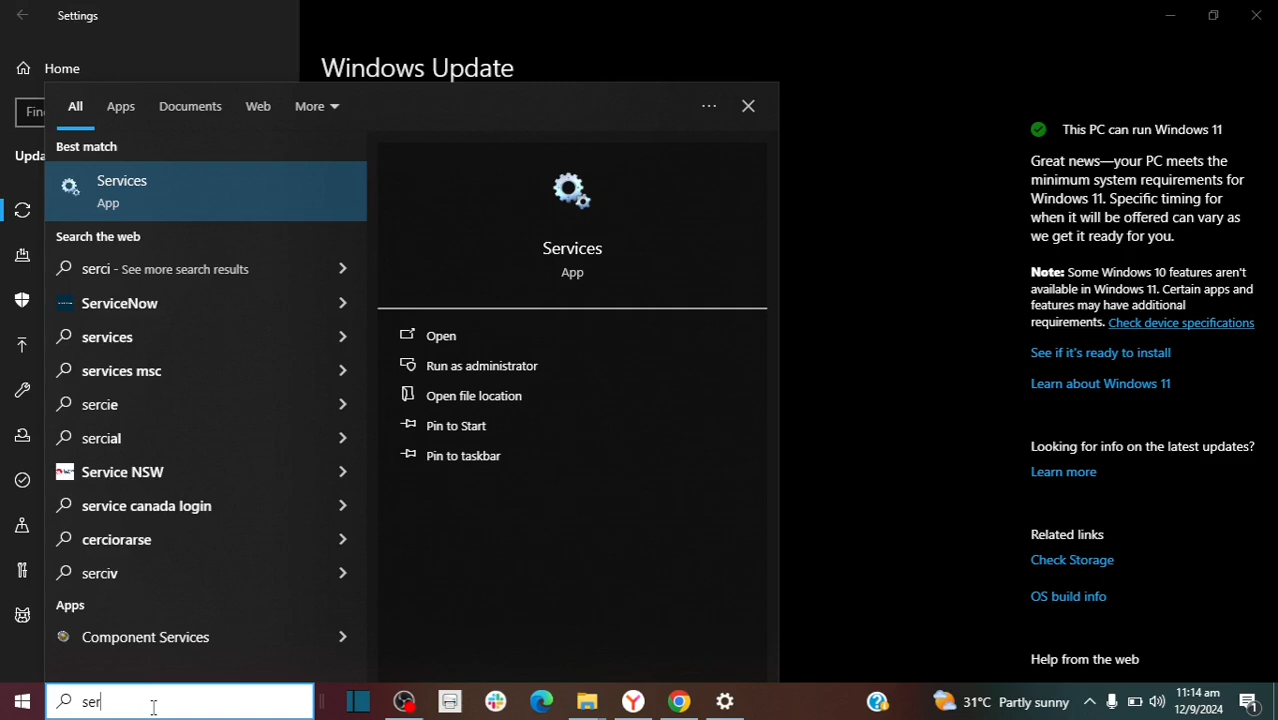 Settings
Home
Windows Update
Fin
Upda
All Apps Documents Web More
Best match
Services
App
Search the web
serci - See more search results
ServiceNow
services
services msc
sercie
sercial
Service NSW
service canada login
cerciorarse
serciv
Apps
Component Services
Services
App
Open
Run as administrator
Open file location
Pin to Start
Pin to taskbar
This PC can run Windows 11
Great news—your PC meets the
minimum system requirements for
Windows 11. Specific timing for
when it will be offered can vary as
we get it ready for you.
Note: Some Windows 10 features aren't
available in Windows 11. Certain apps and
features may have additional
requirements. Check device specifications
See if it's ready to install
Learn about Windows 11
Looking for info on the latest updates?
Learn more
Related links
Check Storage
OS build info
Help from the web
ser
31°C Partly sunny
11:14 am
12/9/2024
1